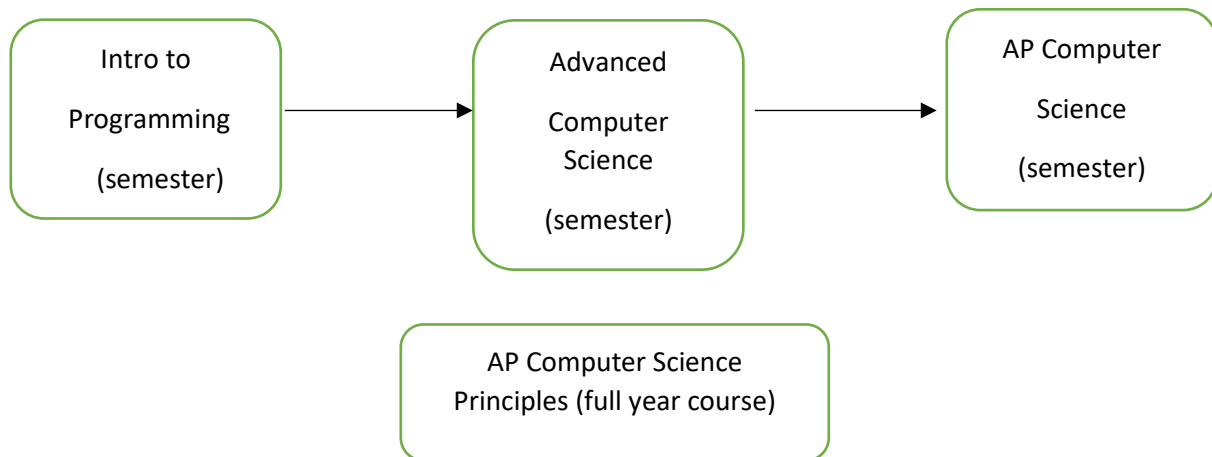 Intro to
Programming
(semester)
Advanced
Computer
Science
(semester)
AP Computer
Science
(semester)
AP Computer Science
Principles (full year course)